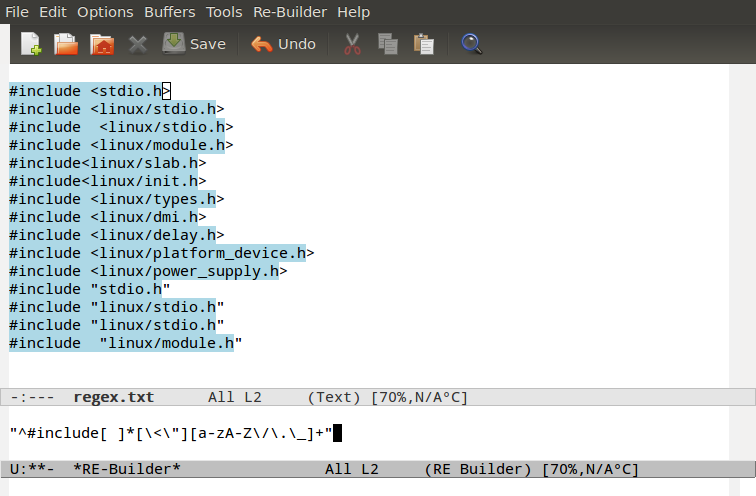 File Edit Options Buffers Tools Re-Builder Help
Save Undo
#include <stdio.h>
#include <linux/stdio.h>
#include  <linux/stdio.h>
#include <linux/module.h>
#include<linux/slab.h>
#include<linux/init.h>
#include <linux/types.h>
#include <linux/dmi.h>
#include <linux/delay.h>
#include <linux/platform_device.h>
#include <linux/power_supply.h>
#include "stdio.h"
#include "linux/stdio.h"
#include "linux/stdio.h"
#include  "linux/module.h"
-:---  regex.txt      All L2     (Text) [70%,N/A°C]
"^#include[ ]*[\<\"][a-zA-Z\/\.\_]+"
U:**-  *RE-Builder*                All L2     (RE Builder) [70%,N/A°C]